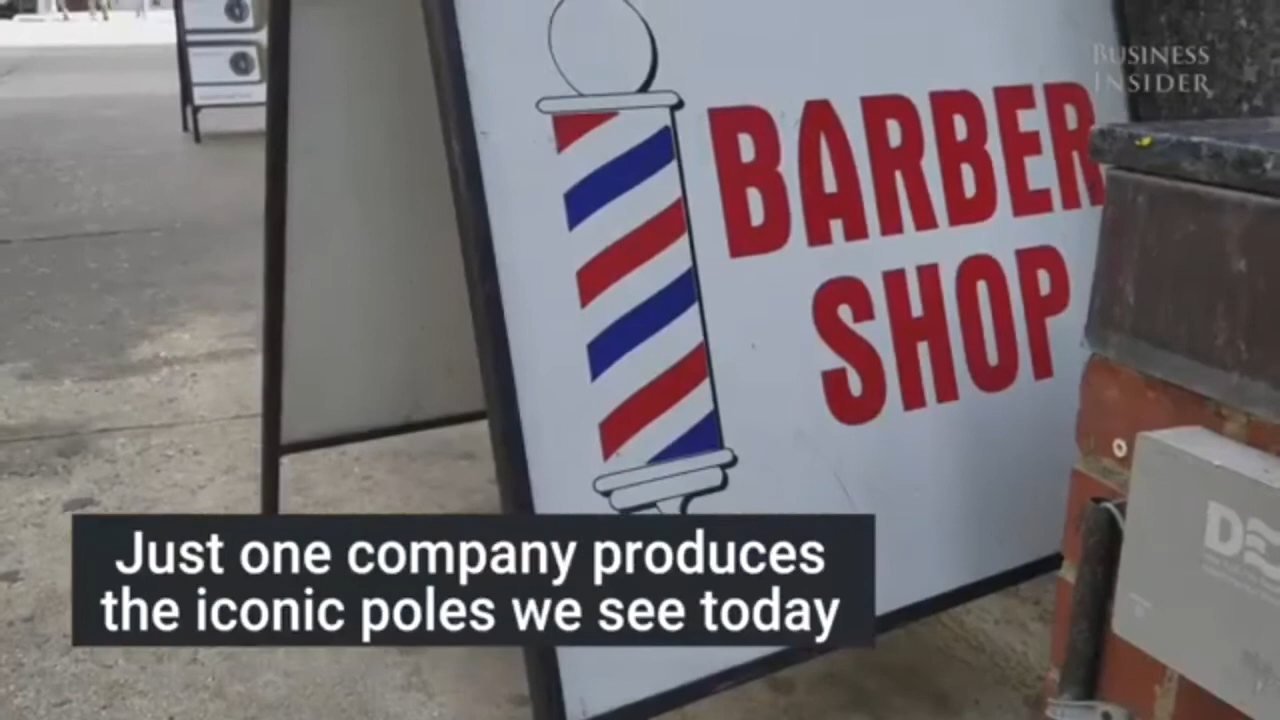 BUSINESS
INSIDER
BARBER
SHOP
Just one company produces
the iconic poles we see today